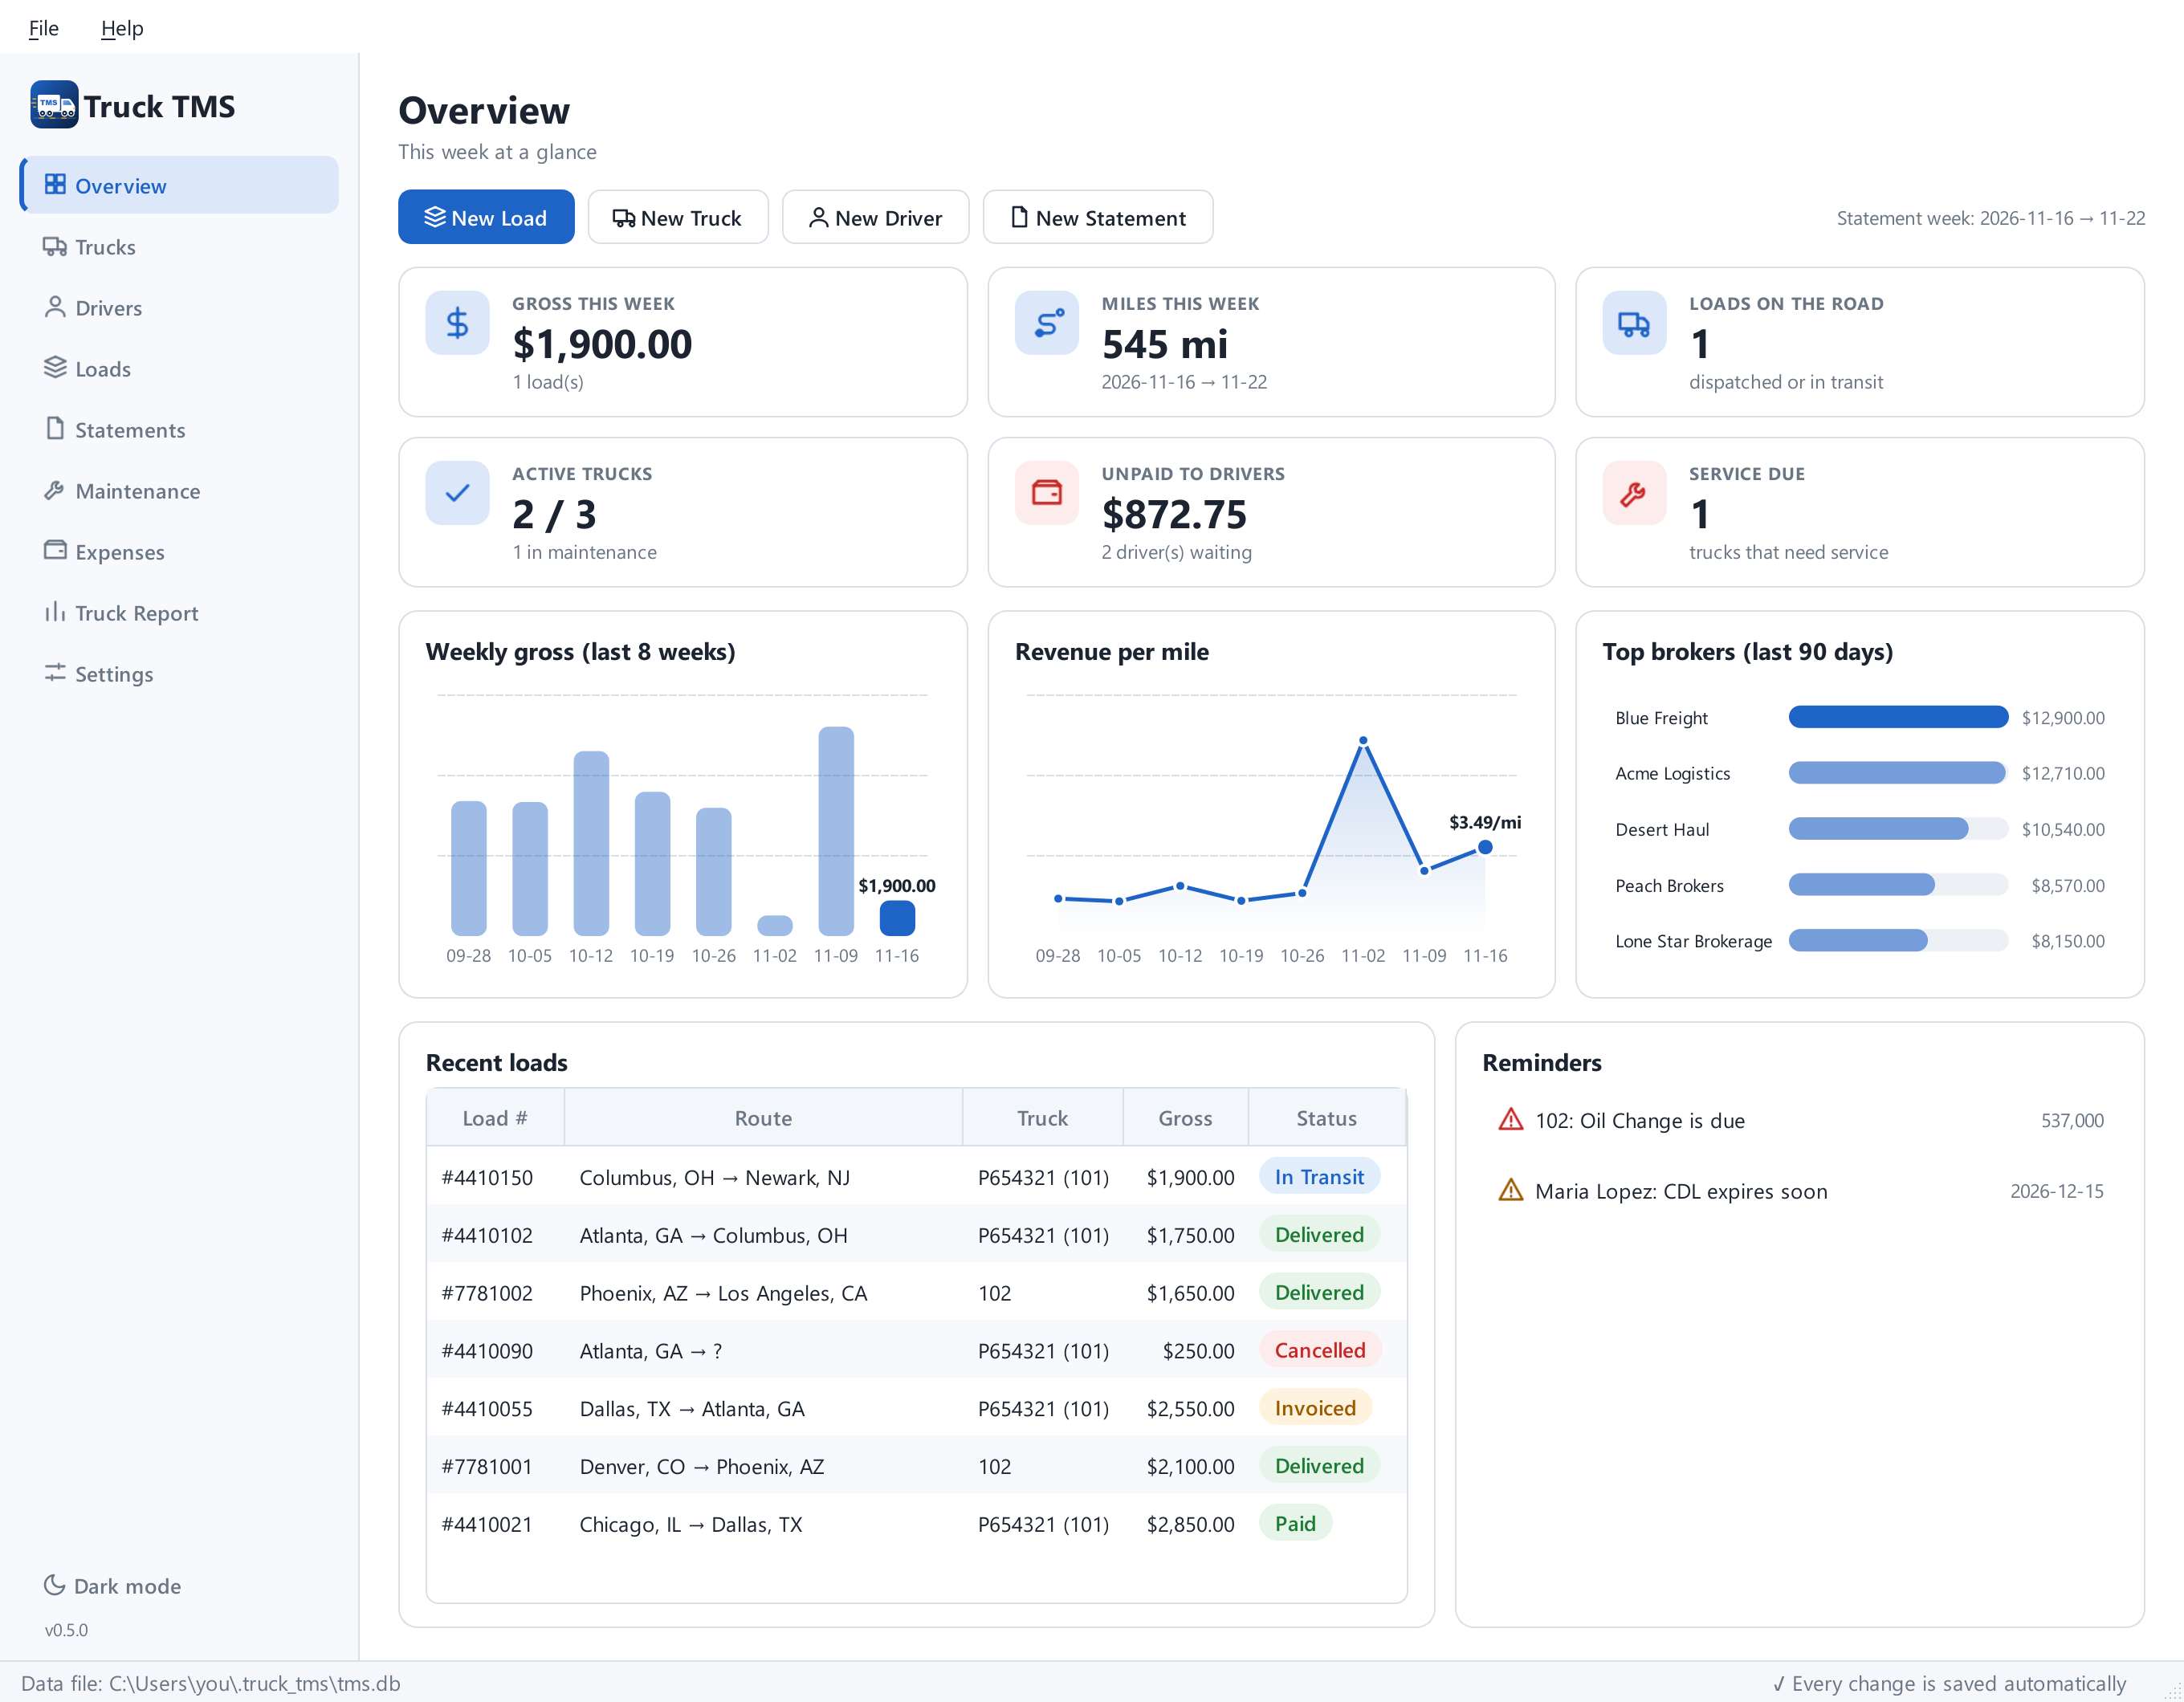 File Help
TMS
Truck TMS
Overview
Trucks
Drivers
Loads
Statements
Maintenance
Expenses
Truck Report
Settings
Dark mode
v0.5.0
Overview
This week at a glance
New Load New Truck New Driver New Statement Statement week: 2026-11-16 → 11-22
GROSS THIS WEEK
$1,900.00
1 load(s)
MILES THIS WEEK
545 mi
2026-11-16 → 11-22
LOADS ON THE ROAD
1
dispatched or in transit
ACTIVE TRUCKS
2 / 3
1 in maintenance
UNPAID TO DRIVERS
$872.75
2 driver(s) waiting
SERVICE DUE
1
trucks that need service
Weekly gross (last 8 weeks)
$1,900.00
09-28 10-05 10-12 10-19 10-26 11-02 11-09 11-16
Revenue per mile
$3.49/mi
09-28 10-05 10-12 10-19 10-26 11-02 11-09 11-16
Top brokers (last 90 days)
Blue Freight $12,900.00
Acme Logistics $12,710.00
Desert Haul $10,540.00
Peach Brokers $8,570.00
Lone Star Brokerage $8,150.00
Recent loads
Load # Route Truck Gross Status
#4410150 Columbus, OH → Newark, NJ P654321 (101) $1,900.00 In Transit
#4410102 Atlanta, GA → Columbus, OH P654321 (101) $1,750.00 Delivered
#7781002 Phoenix, AZ → Los Angeles, CA 102 $1,650.00 Delivered
#4410090 Atlanta, GA → ? P654321 (101) $250.00 Cancelled
#4410055 Dallas, TX → Atlanta, GA P654321 (101) $2,550.00 Invoiced
#7781001 Denver, CO → Phoenix, AZ 102 $2,100.00 Delivered
#4410021 Chicago, IL → Dallas, TX P654321 (101) $2,850.00 Paid
Reminders
102: Oil Change is due 537,000
Maria Lopez: CDL expires soon 2026-12-15
Data file: C:\Users\you\.truck_tms\tms.db ✓ Every change is saved automatically